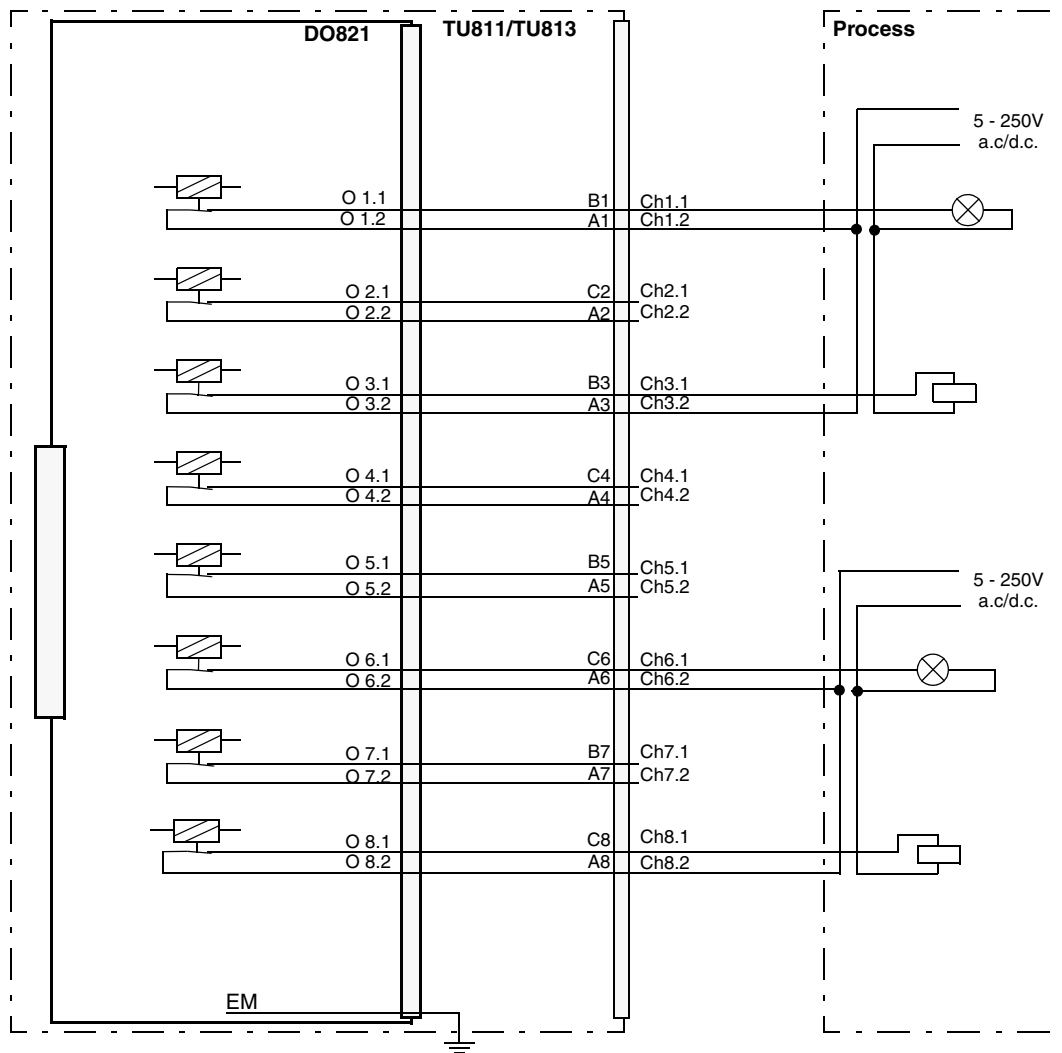 DO821 TU811/TU813 Process
5 - 250V
a.c/d.c.
O 1.1 B1 Ch1.1
O 1.2 A1 Ch1.2
O 2.1 C2 Ch2.1
O 2.2 A2 Ch2.2
O 3.1 B3 Ch3.1
O 3.2 A3 Ch3.2
O 4.1 C4 Ch4.1
O 4.2 A4 Ch4.2
O 5.1 B5 Ch5.1
O 5.2 A5 Ch5.2
5 - 250V
a.c/d.c.
O 6.1 C6 Ch6.1
O 6.2 A6 Ch6.2
O 7.1 B7 Ch7.1
O 7.2 A7 Ch7.2
O 8.1 C8 Ch8.1
O 8.2 A8 Ch8.2
EM